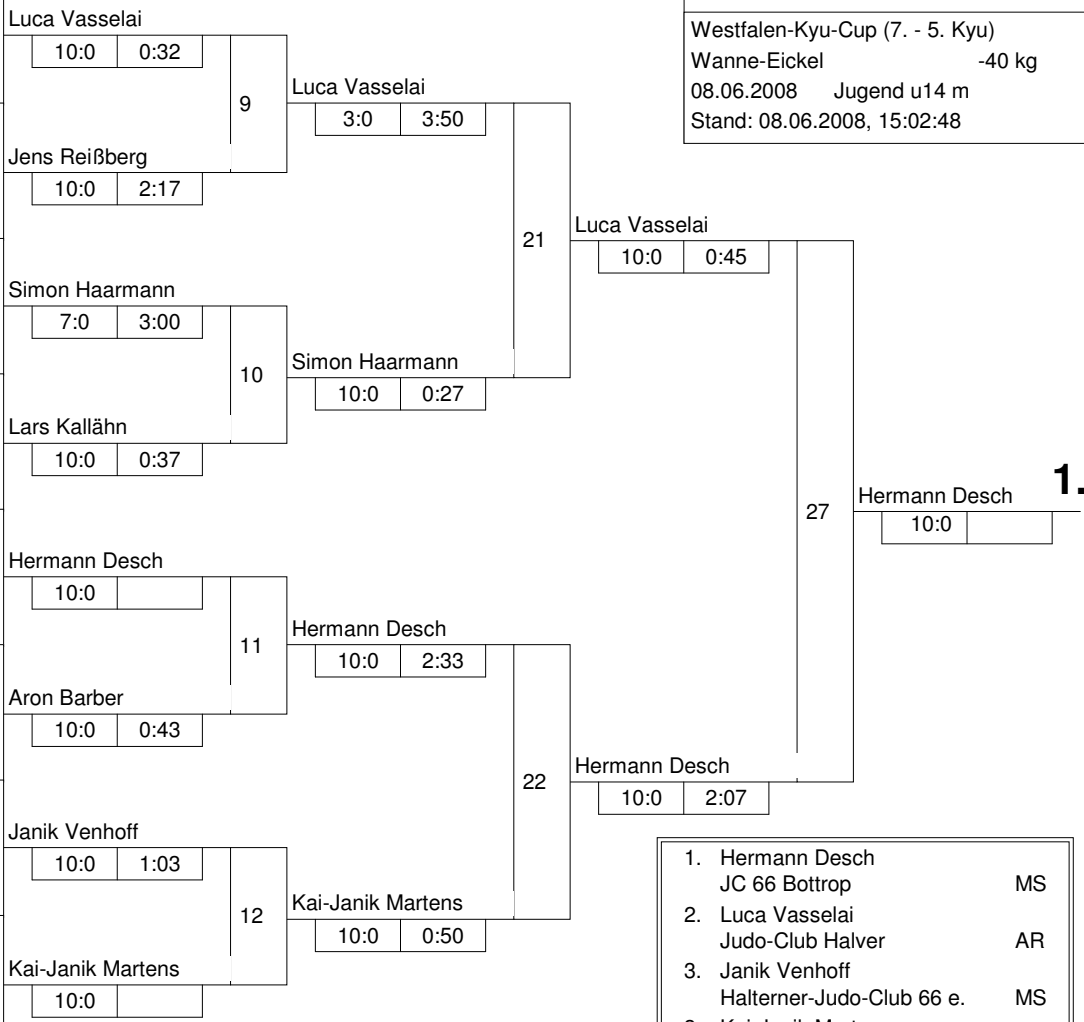 Luca Vasselai
10:0 0:32
9
Jens Reißberg
10:0 2:17
Simon Haarmann
7:0 3:00
10
Lars Kallähn
10:0 0:37
Hermann Desch
10:0
11
Aron Barber
10:0 0:43
Janik Venhoff
10:0 1:03
12
Kai-Janik Martens
10:0
Luca Vasselai
3:0 3:50
21
Simon Haarmann
10:0 0:27
Hermann Desch
10:0 2:33
22
Kai-Janik Martens
10:0 0:50
Luca Vasselai
10:0 0:45
27
Hermann Desch
10:0 2:07
Hermann Desch 1.
10:0
Westfalen-Kyu-Cup (7. - 5. Kyu)
Wanne-Eickel -40 kg
08.06.2008 Jugend u14 m
Stand: 08.06.2008, 15:02:48
1. Hermann Desch
JC 66 Bottrop MS
2. Luca Vasselai
Judo-Club Halver AR
3. Janik Venhoff
Halterner-Judo-Club 66 e. MS